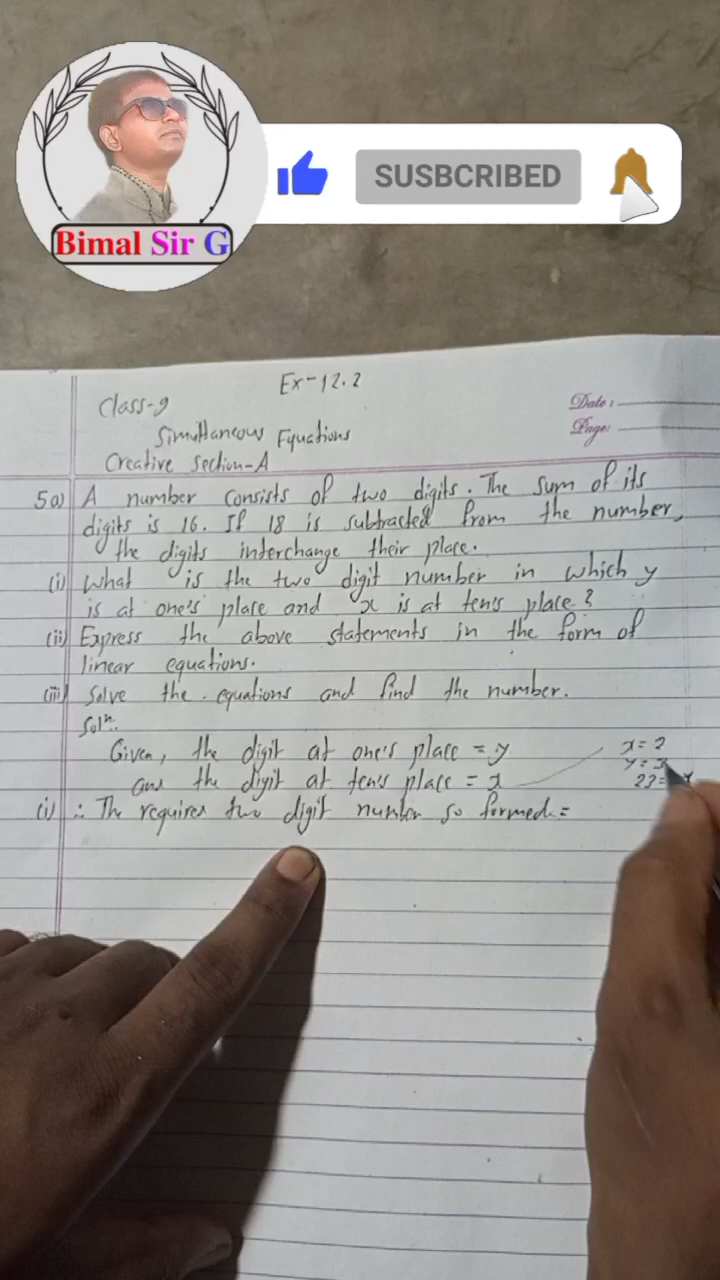 SUSBCRIBED
Bimal Sir G
Ex-12.2
Class-9
Date:
Simultaneous Equations
Page:
Creative Section-A
5a) A number consists of two digits. The sum of its
digits is 16. If 18 is subtracted from the number,
the digits interchange their place.
(i) What is the two digit number in which y
is at one's place and x is at ten's place?
(ii) Express the above statements in the form of
linear equations.
(iii) Solve the equations and find the number.
Solⁿ:
Given, the digit at one's place = y
x = 2
y = 3
and the digit at ten's place = x
23 =
(i) ∴ The required two digit number so formed =